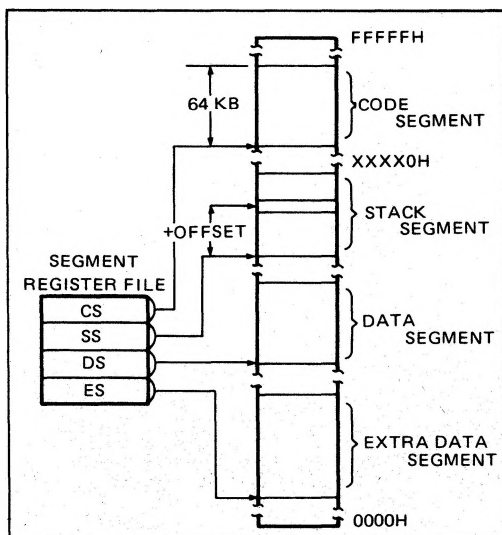 FFFFFH
64 KB
CODE
SEGMENT
XXXX0H
STACK
SEGMENT
+OFFSET
SEGMENT
REGISTER FILE
CS
SS
DS
ES
DATA
SEGMENT
EXTRA DATA
SEGMENT
0000H